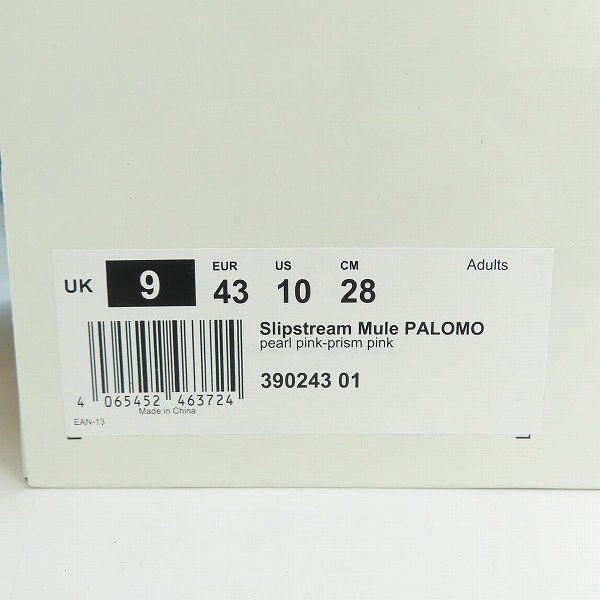 UK 9 EUR 43 US 10 CM 28 Adults
Slipstream Mule PALOMO
pearl pink-prism pink
390243 01
4 065452 463724
Made in China
EAN-13